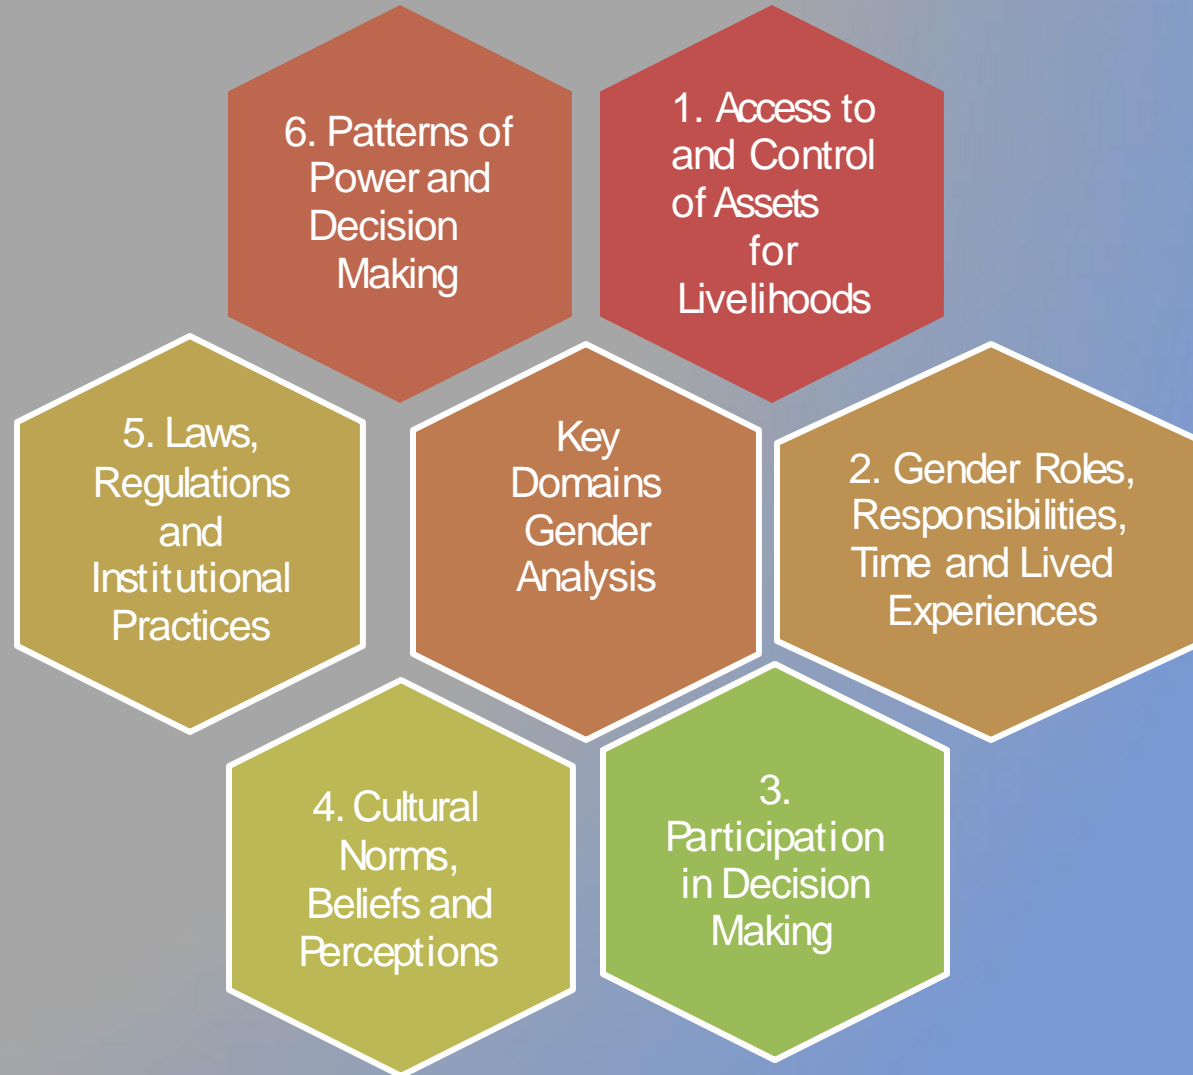 6. Patterns of
Power and
Decision
Making
1. Access to
and Control
of Assets
for
Livelihoods
5. Laws,
Regulations
and
Institutional
Practices
Key
Domains
Gender
Analysis
2. Gender Roles,
Responsibilities,
Time and Lived
Experiences
4. Cultural
Norms,
Beliefs and
Perceptions
3.
Participation
in Decision
Making